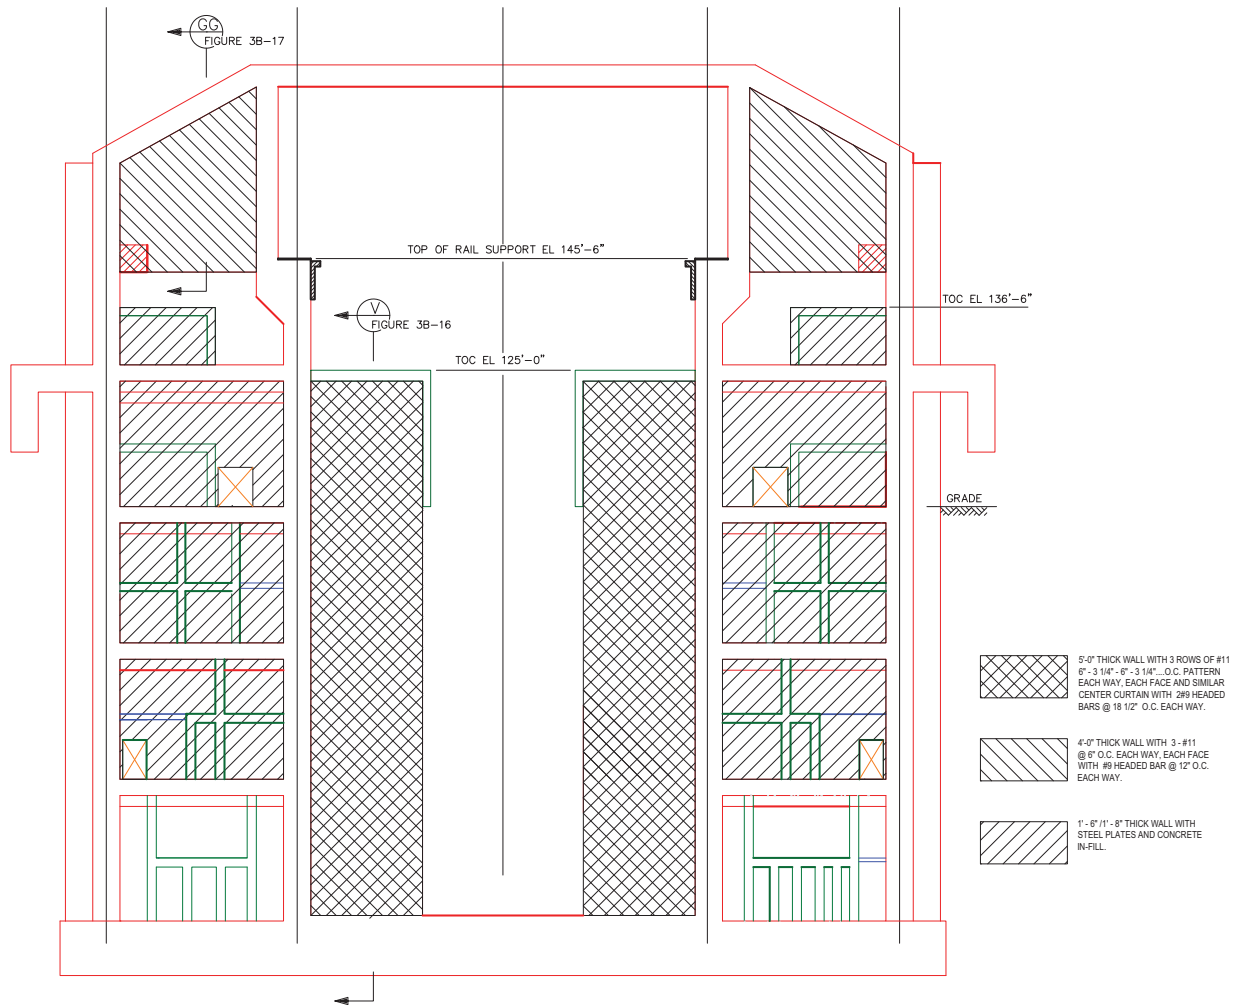 GG
FIGURE 3B-17
TOP OF RAIL SUPPORT EL 145'-6"
TOC EL 136'-6"
V
FIGURE 3B-16
TOC EL 125'-0"
GRADE
5'-0" THICK WALL WITH 3 ROWS OF #11
6" - 3 1/4" - 6" - 3 1/4"....O.C. PATTERN
EACH WAY, EACH FACE AND SIMILAR
CENTER CURTAIN WITH 2#9 HEADED
BARS @ 18 1/2" O.C. EACH WAY.
4'-0" THICK WALL WITH 3 - #11
@ 6" O.C. EACH WAY, EACH FACE
WITH #9 HEADED BAR @ 12" O.C.
EACH WAY.
1' - 6" /1' - 8" THICK WALL WITH
STEEL PLATES AND CONCRETE
IN-FILL.